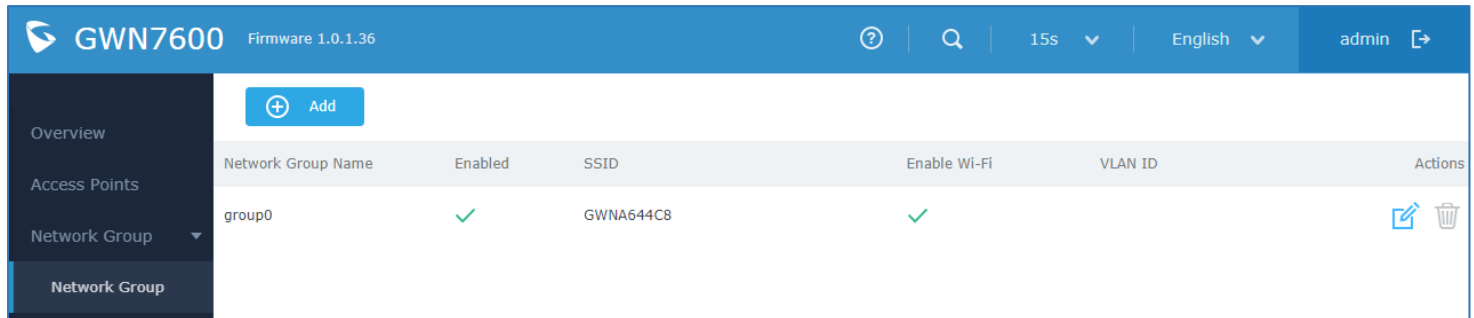 GWN7600 Firmware 1.0.1.36 15s English admin
Add
Overview
Network Group Name Enabled SSID Enable Wi-Fi VLAN ID Actions
Access Points
group0 GWNA644C8
Network Group
Network Group